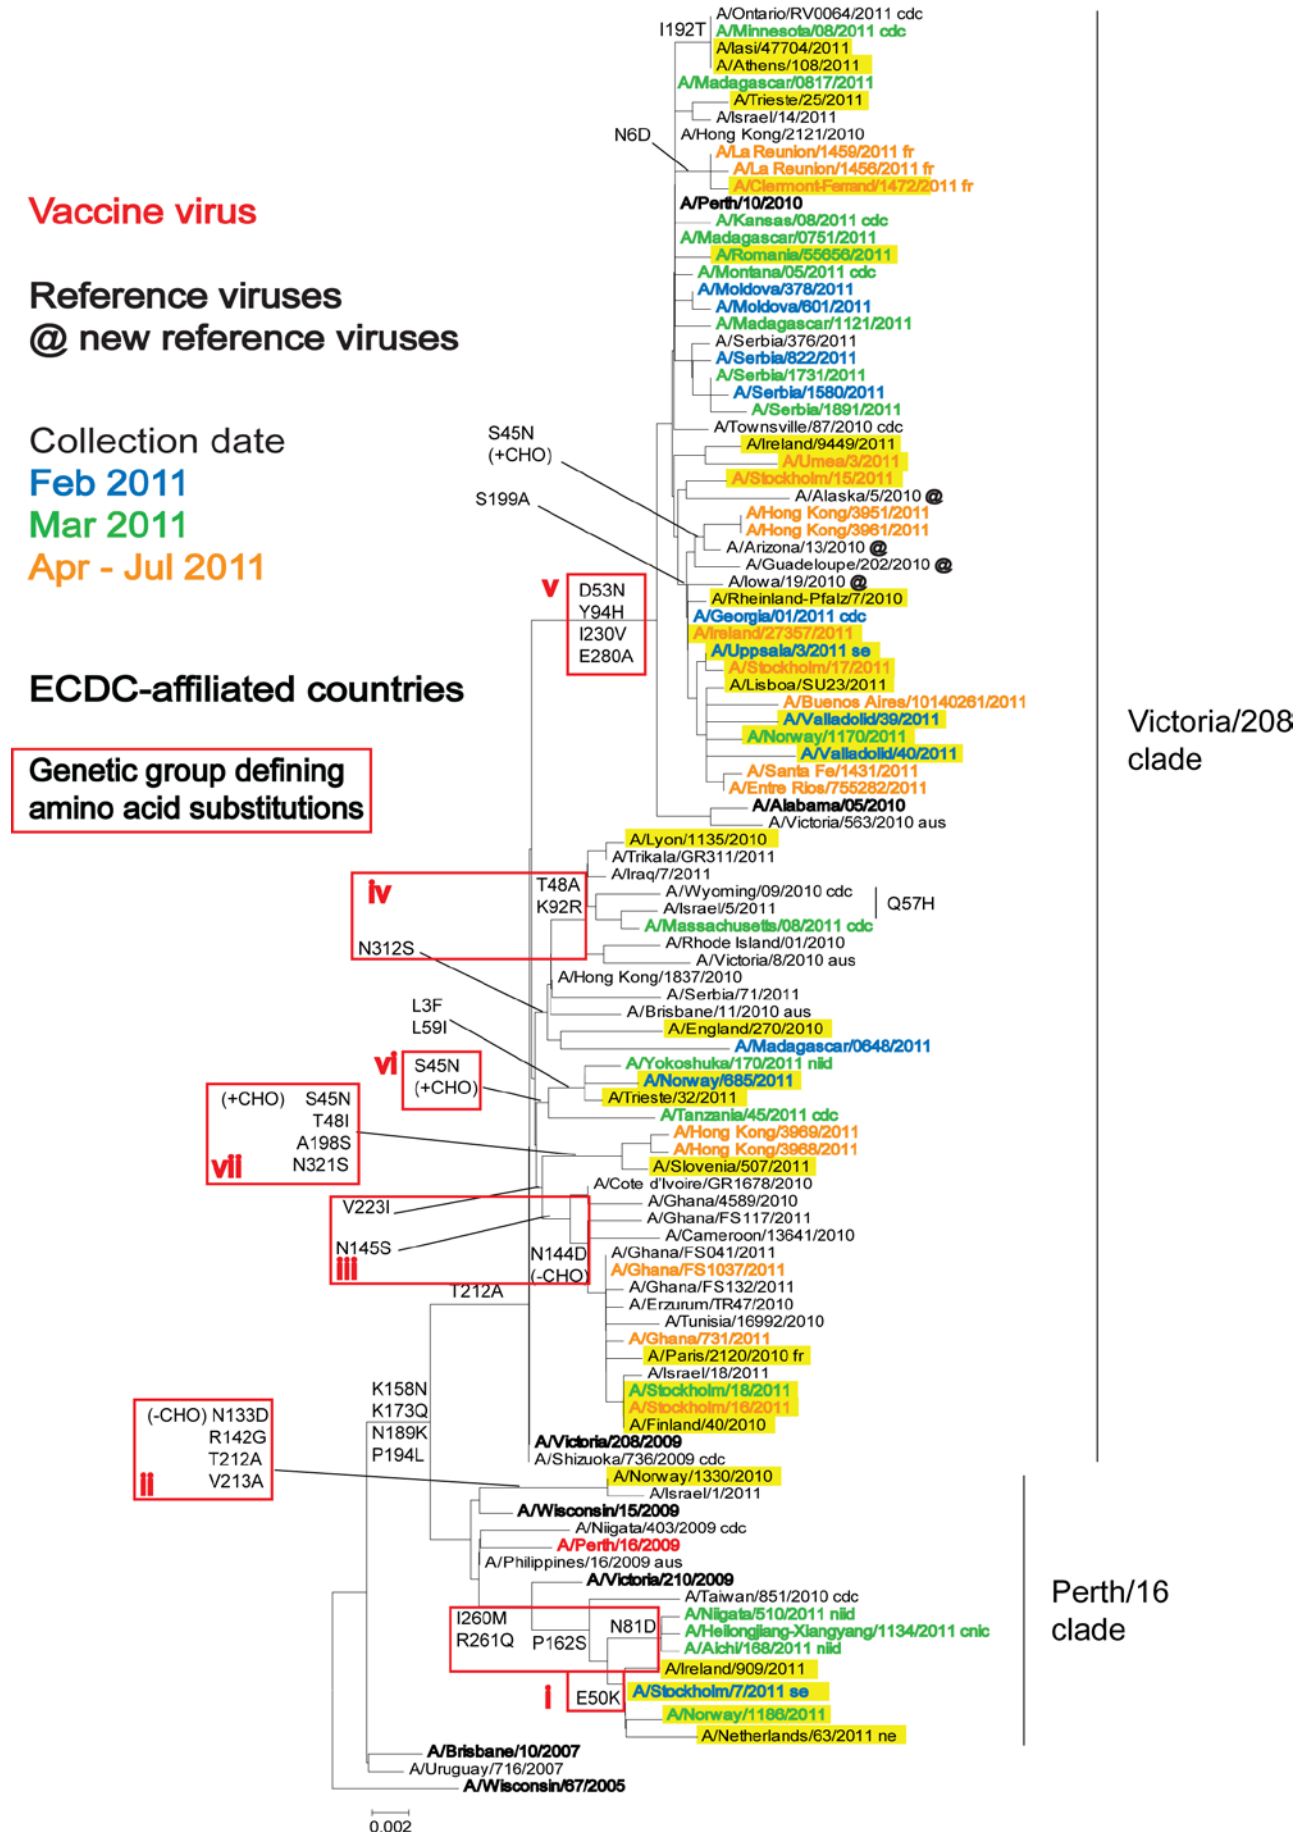 Vaccine virus
Reference viruses
@ new reference viruses
Collection date
Feb 2011
Mar 2011
Apr - Jul 2011
ECDC-affiliated countries
Genetic group defining
amino acid substitutions
A/Ontario/RV0064/2011 cdc
I192T
A/Minnesota/08/2011 cdc
A/Iasi/47704/2011
A/Athens/108/2011
A/Madagascar/0817/2011
A/Trieste/25/2011
A/Israel/14/2011
N6D
A/Hong Kong/2121/2010
A/La Reunion/1459/2011 fr
A/La Reunion/1456/2011 fr
A/Clermont-Ferrand/1472/2011 fr
A/Perth/10/2010
A/Kansas/08/2011 cdc
A/Madagascar/0751/2011
A/Romania/55656/2011
A/Montana/05/2011 cdc
A/Moldova/378/2011
A/Moldova/601/2011
A/Madagascar/1121/2011
A/Serbia/376/2011
A/Serbia/822/2011
A/Serbia/1731/2011
A/Serbia/1580/2011
A/Serbia/1891/2011
A/Townsville/87/2010 cdc
S45N
(+CHO)
A/Ireland/9449/2011
A/Umea/3/2011
A/Stockholm/15/2011
S199A
A/Alaska/5/2010 @
A/Hong Kong/3951/2011
A/Hong Kong/3961/2011
A/Arizona/13/2010 @
A/Guadeloupe/202/2010 @
A/Iowa/19/2010 @
v
D53N
Y94H
I230V
E280A
A/Rheinland-Pfalz/7/2010
A/Georgia/01/2011 cdc
A/Ireland/27357/2011
A/Uppsala/3/2011 se
A/Stockholm/17/2011
A/Lisboa/SU23/2011
A/Buenos Aires/10140261/2011
A/Valladolid/39/2011
A/Norway/1170/2011
A/Valladolid/40/2011
A/Santa Fe/1431/2011
A/Entre Rios/755282/2011
A/Alabama/05/2010
A/Victoria/563/2010 aus
Victoria/208
clade
A/Lyon/1135/2010
A/Trikala/GR311/2011
A/Iraq/7/2011
iv
T48A
K92R
N312S
A/Wyoming/09/2010 cdc
A/Israel/5/2011
Q57H
A/Massachusetts/08/2011 cdc
A/Rhode Island/01/2010
A/Victoria/8/2010 aus
A/Hong Kong/1837/2010
A/Serbia/71/2011
A/Brisbane/11/2010 aus
L3F
L59I
A/England/270/2010
A/Madagascar/0648/2011
vi
S45N
(+CHO)
A/Yokoshuka/170/2011 niid
A/Norway/685/2011
A/Trieste/32/2011
A/Tanzania/45/2011 cdc
(+CHO) S45N
T48I
A198S
vii N321S
A/Hong Kong/3969/2011
A/Hong Kong/3968/2011
A/Slovenia/507/2011
A/Cote d'Ivoire/GR1678/2010
V223I
A/Ghana/4589/2010
A/Ghana/FS117/2011
A/Cameroon/13641/2010
N145S
iii
N144D
(-CHO)
A/Ghana/FS041/2011
A/Ghana/FS1037/2011
T212A
A/Ghana/FS132/2011
A/Erzurum/TR47/2010
A/Tunisia/16992/2010
A/Ghana/731/2011
A/Paris/2120/2010 fr
A/Israel/18/2011
A/Stockholm/18/2011
A/Stockholm/16/2011
A/Finland/40/2010
K158N
K173Q
N189K
P194L
A/Victoria/208/2009
A/Shizuoka/736/2009 cdc
(-CHO) N133D
R142G
T212A
ii V213A
A/Norway/1330/2010
A/Israel/1/2011
A/Wisconsin/15/2009
A/Niigata/403/2009 cdc
A/Perth/16/2009
A/Philippines/16/2009 aus
A/Victoria/210/2009
A/Taiwan/851/2010 cdc
Perth/16
clade
I260M
R261Q
P162S
N81D
A/Niigata/510/2011 niid
A/Heilongjiang-Xiangyang/1134/2011 cnic
A/Aichi/168/2011 niid
A/Ireland/909/2011
i
E50K
A/Stockholm/7/2011 se
A/Norway/1186/2011
A/Netherlands/63/2011 ne
A/Brisbane/10/2007
A/Uruguay/716/2007
A/Wisconsin/67/2005
0.002